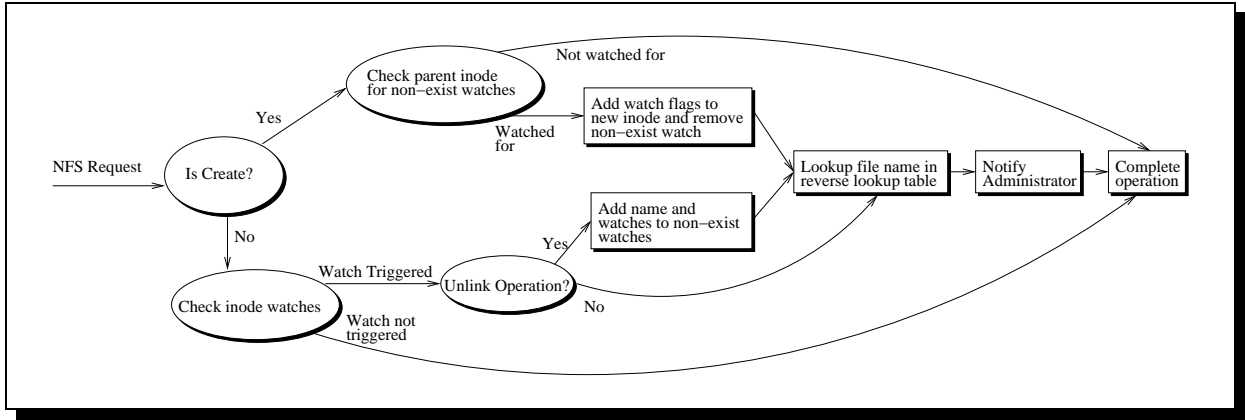 Not watched for
Check parent inode
for non−exist watches
Add watch flags to
new inode and remove
non−exist watch
Yes
Watched
for
NFS Request
Is Create?
Lookup file name in
reverse lookup table
Notify
Administrator
Complete
operation
Add name and
watches to non−exist
watches
No
Yes
Watch Triggered
Unlink Operation?
Check inode watches
No
Watch not
triggered